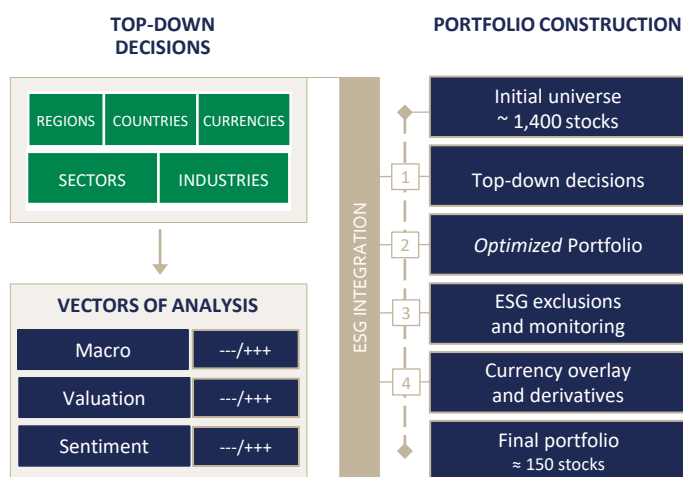 TOP-DOWN
DECISIONS
REGIONS
COUNTRIES
CURRENCIES
SECTORS
INDUSTRIES
VECTORS OF ANALYSIS
Macro
---/+++
Valuation
---/+++
Sentiment
---/+++
ESG INTEGRATION
PORTFOLIO CONSTRUCTION
Initial universe
~ 1,400 stocks
1
Top-down decisions
2
Optimized Portfolio
3
ESG exclusions
and monitoring
4
Currency overlay
and derivatives
Final portfolio
≈ 150 stocks